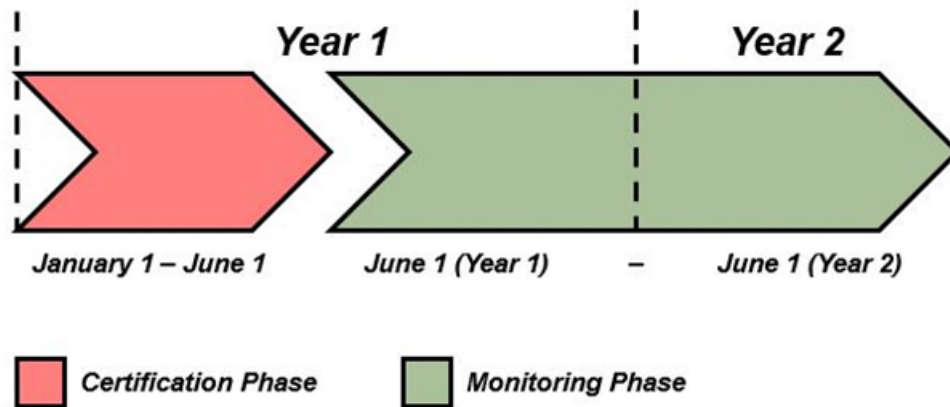 Year 1 Year 2
January 1 – June 1 June 1 (Year 1) – June 1 (Year 2)
Certification Phase Monitoring Phase